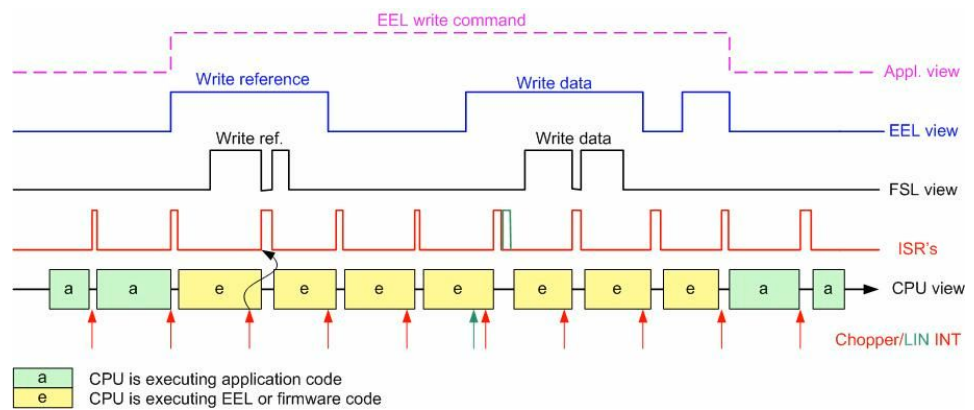 EEL write command
Appl. view
Write reference
Write data
EEL view
Write ref.
Write data
FSL view
ISR's
a
a
e
e
e
e
e
e
e
a
a
CPU view
Chopper/LIN INT
a CPU is executing application code
e CPU is executing EEL or firmware code